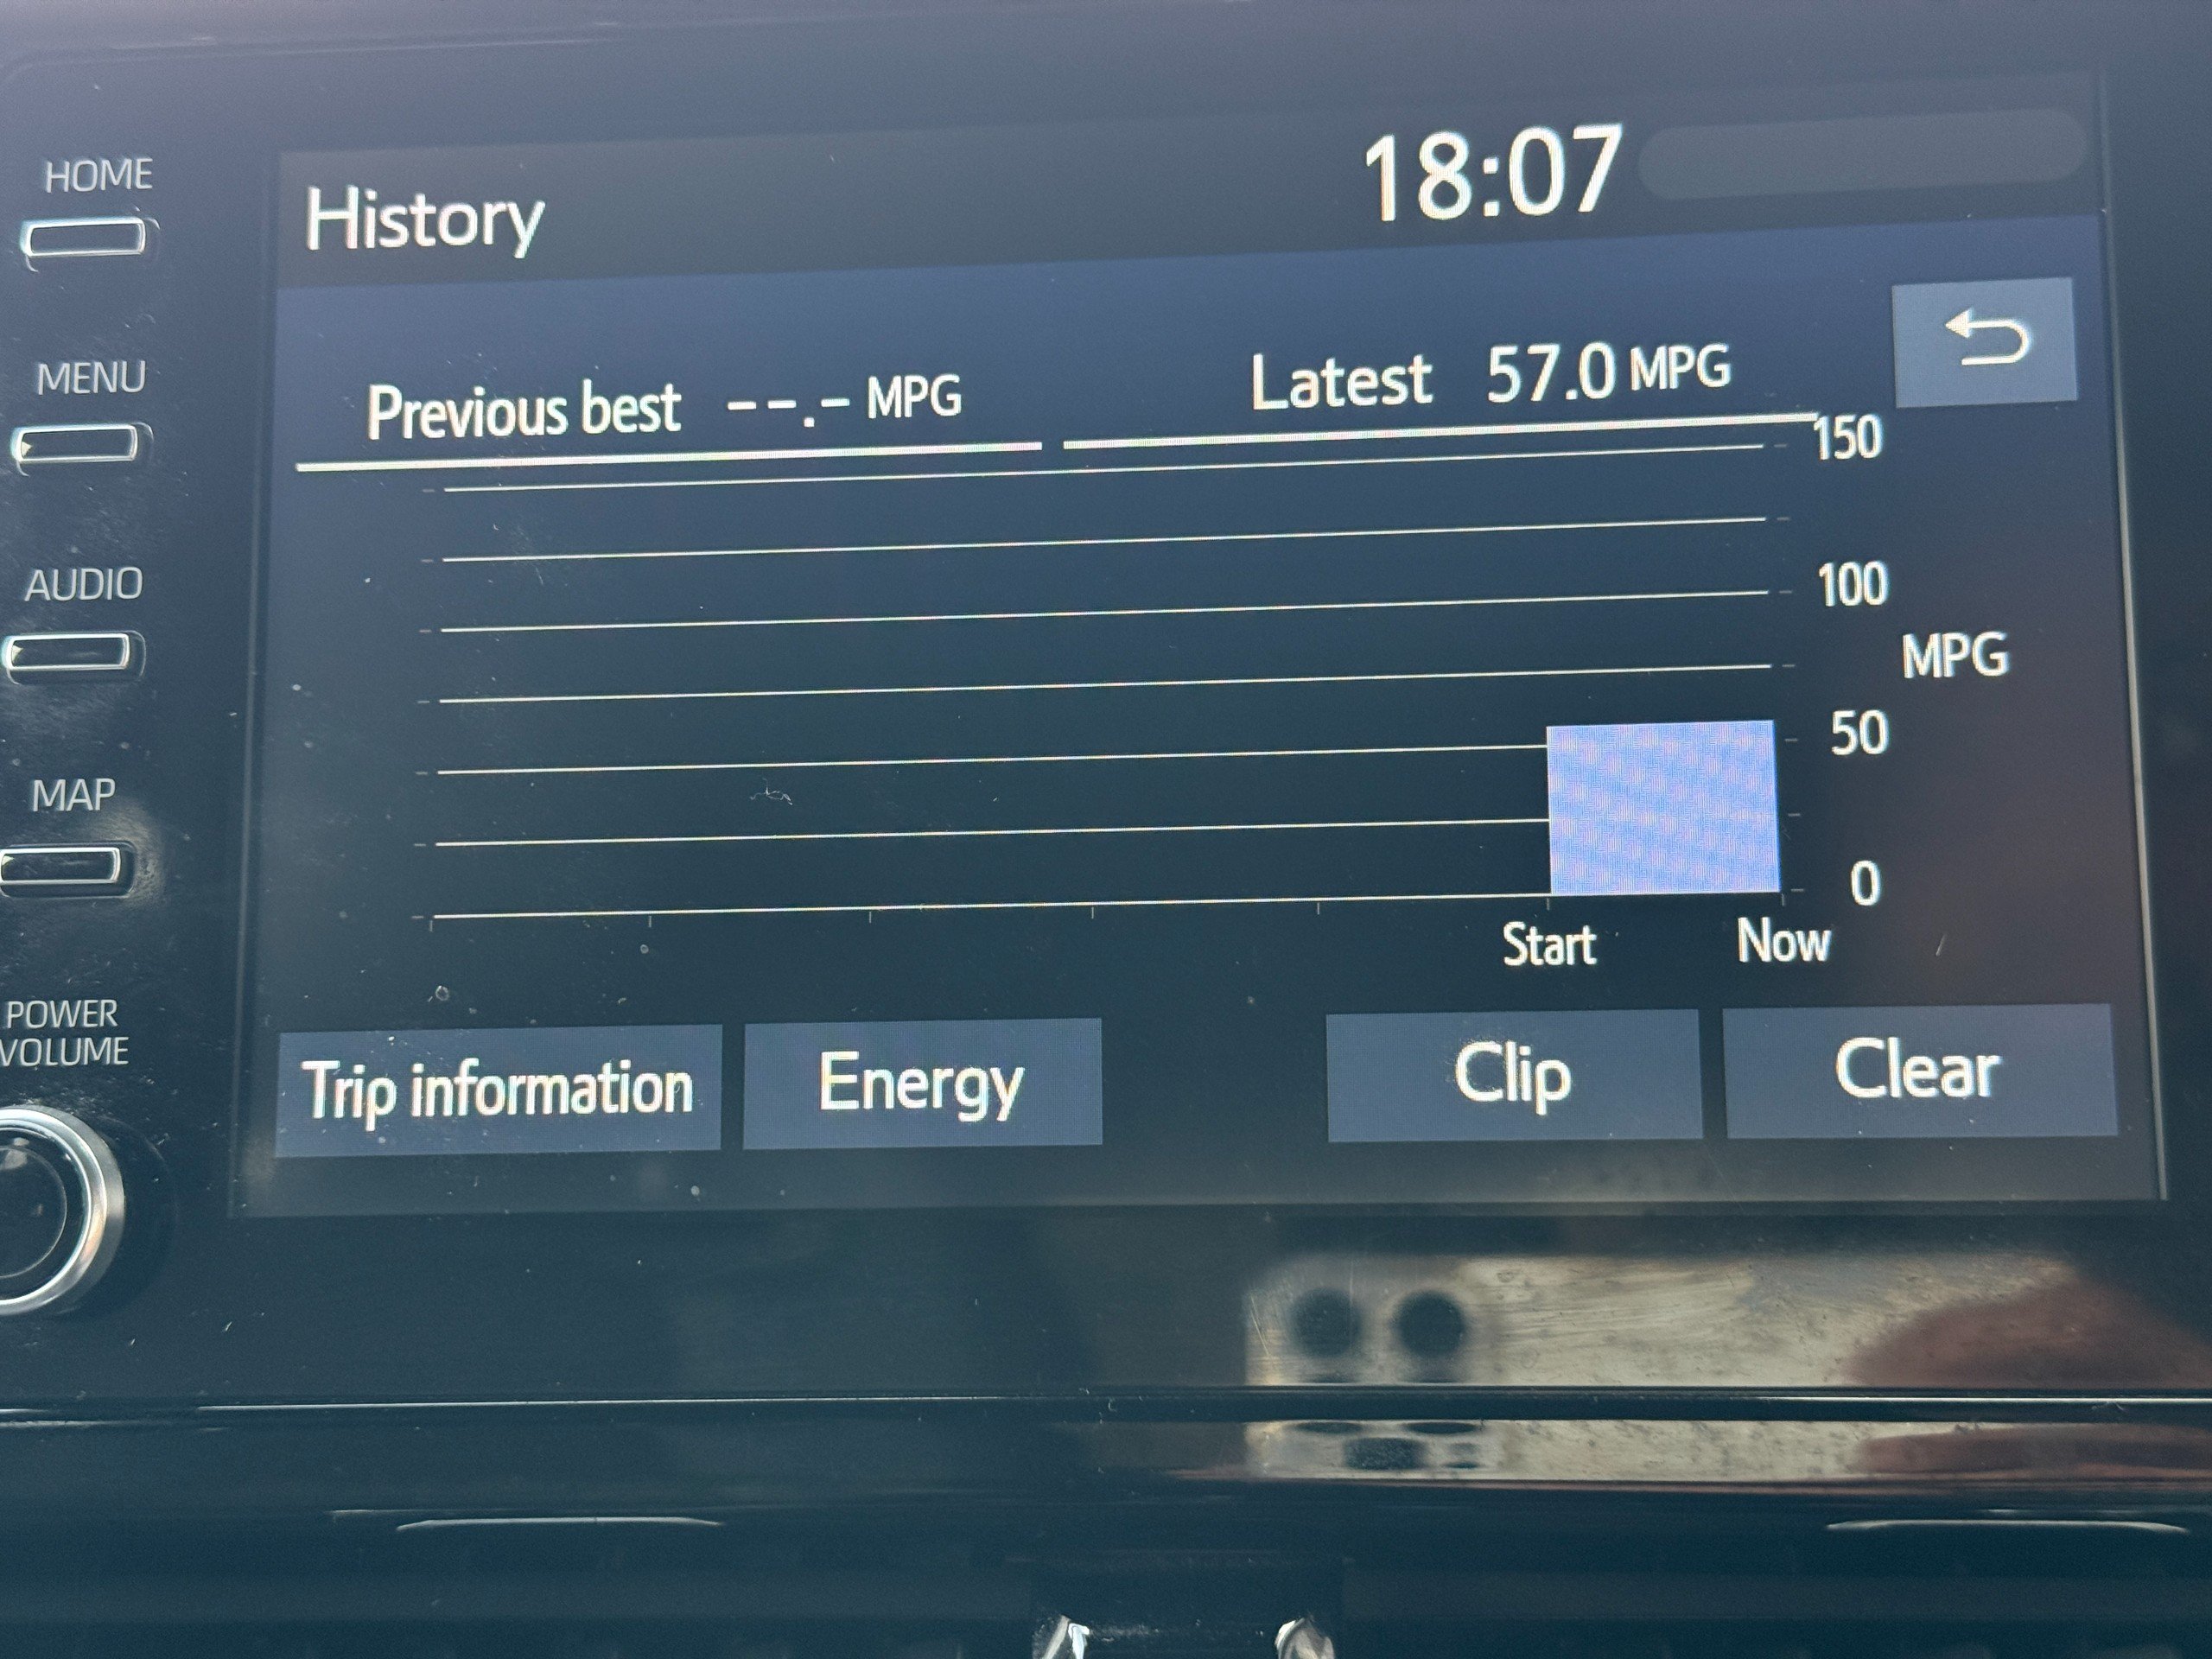 HOME
MENU
AUDIO
MAP
POWER
VOLUME
History
18:07
Previous best --.- MPG
Latest 57.0 MPG
150
100
MPG
50
0
Start Now
Trip information Energy Clip Clear